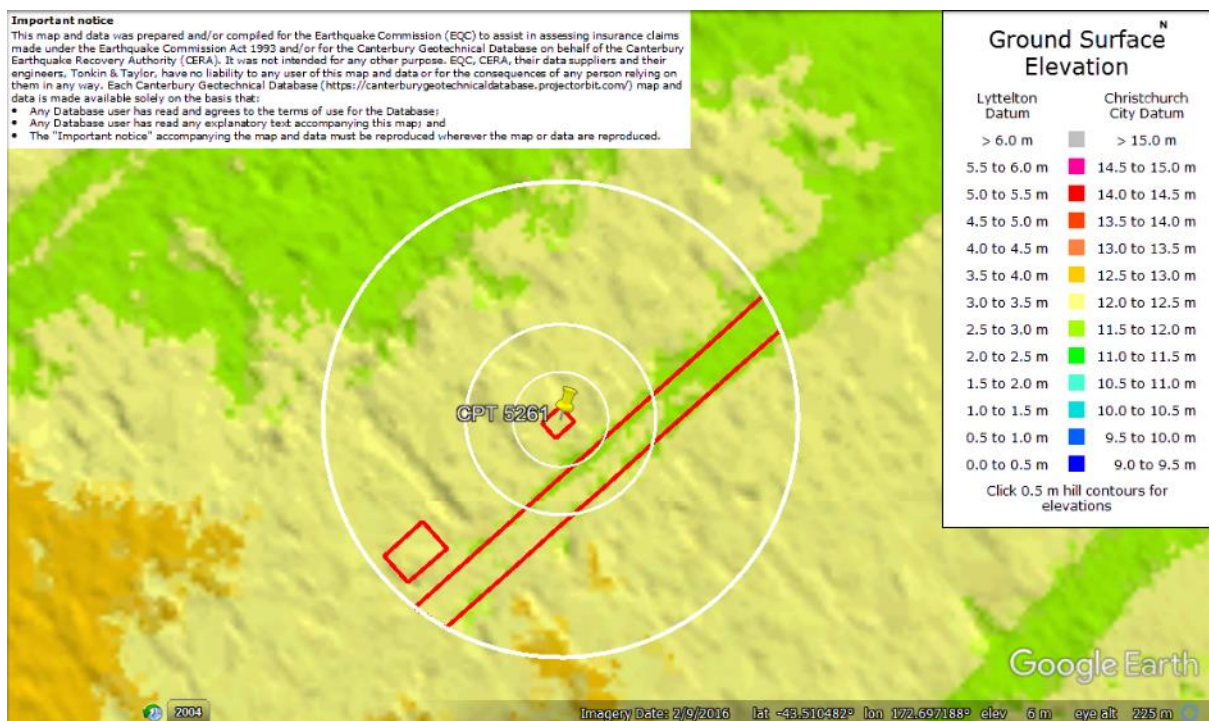 Important notice
This map and data was prepared and/or compiled for the Earthquake Commission (EQC) to assist in assessing insurance claims
made under the Earthquake Commission Act 1993 and/or for the Canterbury Geotechnical Database on behalf of the Canterbury
Earthquake Recovery Authority (CERA). It was not intended for any other purpose. EQC, CERA, their data suppliers and their
engineers, Tonkin & Taylor, have no liability to any user of this map and data or for the consequences of any person relying on
them in any way. Each Canterbury Geotechnical Database (https://canterburygeotechnicaldatabase.projectorbit.com/) map and
data is made available solely on the basis that:
• Any Database user has read and agrees to the terms of use for the Database;
• Any Database user has read any explanatory text accompanying this map; and
• The "Important notice" accompanying the map and data must be reproduced wherever the map or data are reproduced.
N
Ground Surface
Elevation
Lyttelton Christchurch
Datum City Datum
> 6.0 m > 15.0 m
5.5 to 6.0 m 14.5 to 15.0 m
5.0 to 5.5 m 14.0 to 14.5 m
4.5 to 5.0 m 13.5 to 14.0 m
4.0 to 4.5 m 13.0 to 13.5 m
3.5 to 4.0 m 12.5 to 13.0 m
3.0 to 3.5 m 12.0 to 12.5 m
2.5 to 3.0 m 11.5 to 12.0 m
2.0 to 2.5 m 11.0 to 11.5 m
1.5 to 2.0 m 10.5 to 11.0 m
1.0 to 1.5 m 10.0 to 10.5 m
0.5 to 1.0 m 9.5 to 10.0 m
0.0 to 0.5 m 9.0 to 9.5 m
Click 0.5 m hill contours for
elevations
CPT 5261
Google Earth
2004
Imagery Date: 2/9/2016 lat -43.510482° lon 172.697188° elev 6 m eye alt 225 m